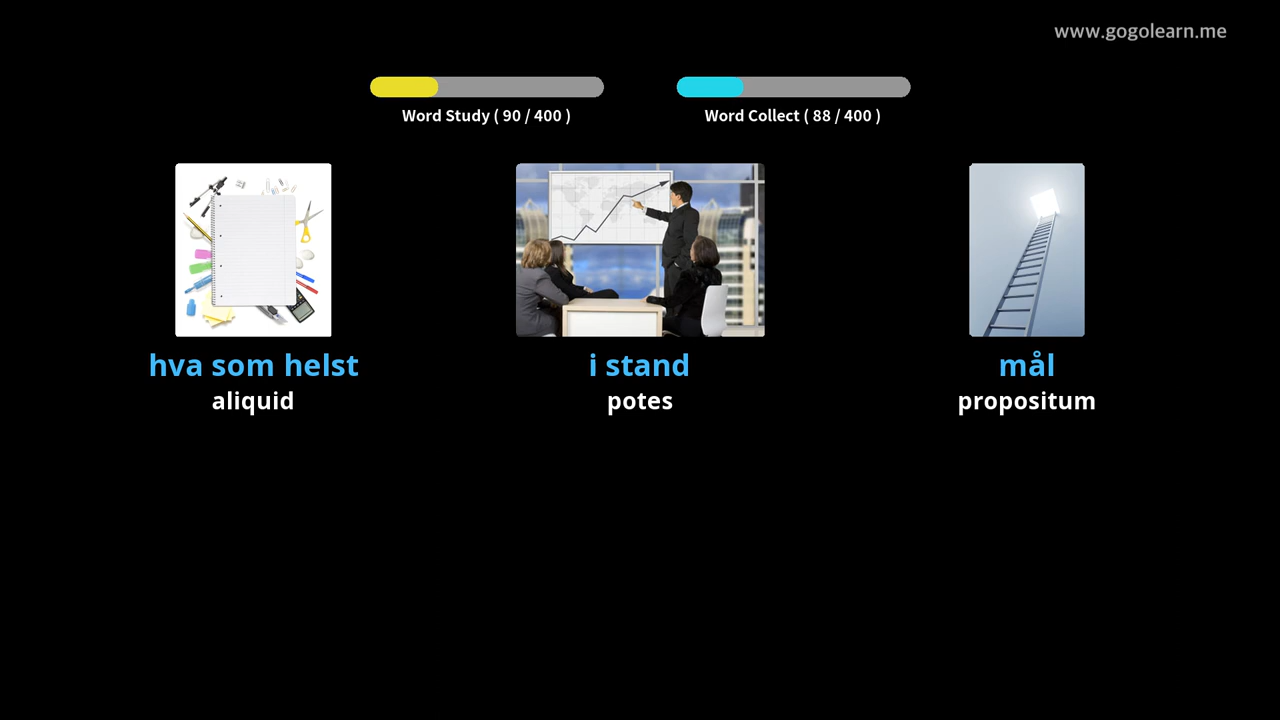 www.gogolearn.me
Word Study ( 90 / 400 )
Word Collect ( 88 / 400 )
hva som helst
aliquid
i stand
potes
mål
propositum